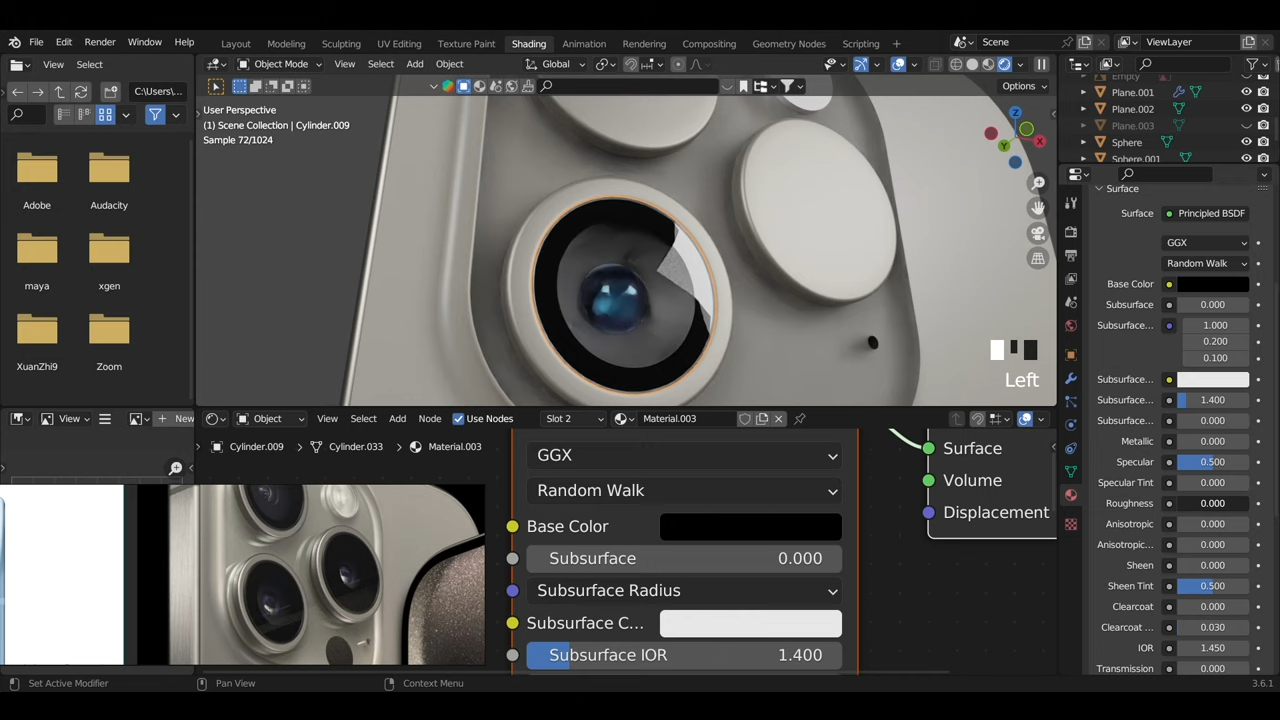 File Edit Render Window Help
Layout Modeling Sculpting UV Editing Texture Paint Shading Animation Rendering Compositing Geometry Nodes Scripting +
Scene ViewLayer
View Select
Object Mode View Select Add Object Global
C:\Users\...
Options
User Perspective
(1) Scene Collection | Cylinder.009
Sample 72/1024
Adobe Audacity
maya xgen
XuanZhi9 Zoom
Z
X
Y
Left
Empty
Plane.001
Plane.002
Plane.003
Sphere
Sphere.001
Surface
Surface Principled BSDF
GGX
Random Walk
Base Color
Subsurface 0.000
Subsurface... 1.000
0.200
0.100
Subsurface...
Subsurface... 1.400
Subsurface... 0.000
Metallic 0.000
Specular 0.500
Specular Tint 0.000
Roughness 0.000
Anisotropic 0.000
Anisotropic... 0.000
Sheen 0.000
Sheen Tint 0.500
Clearcoat 0.000
Clearcoat ... 0.030
IOR 1.450
Transmission 0.000
View + New
Object View Select Add Node Use Nodes Slot 2 Material.003
Cylinder.009 > Cylinder.033 > Material.003
GGX
Random Walk
Base Color
Subsurface 0.000
Subsurface Radius
Subsurface C...
Subsurface IOR 1.400
Surface
Volume
Displacement
Set Active Modifier Pan View Context Menu 3.6.1